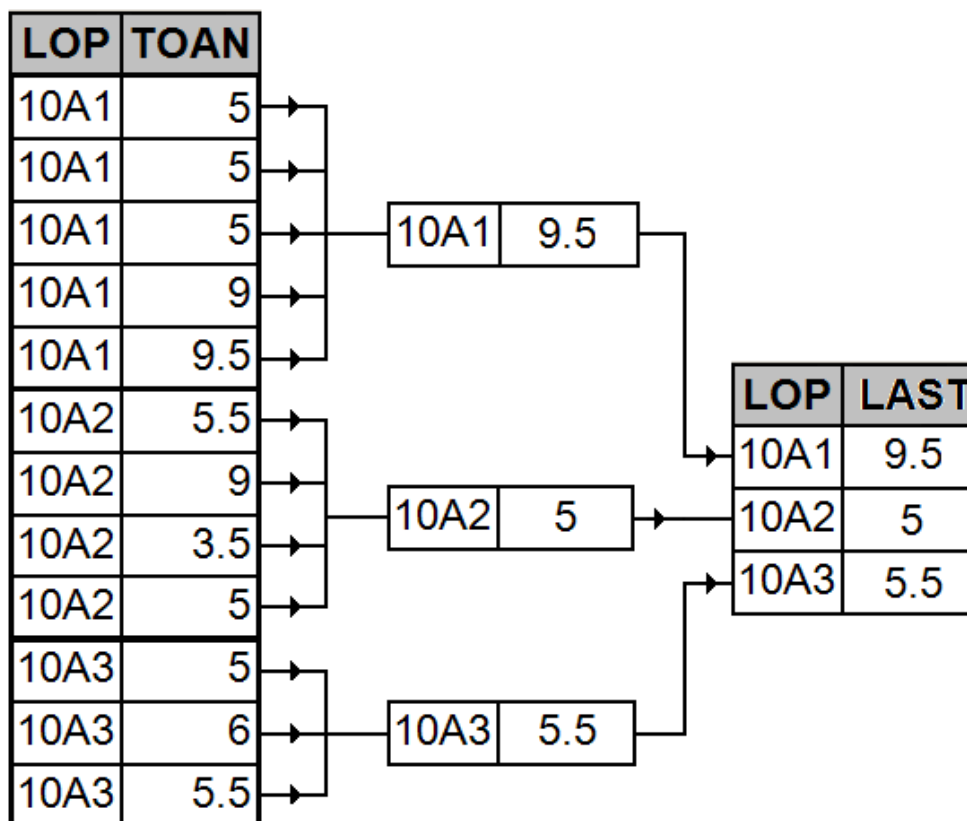 LOP TOAN
10A1 5
10A1 5
10A1 5
10A1 9
10A1 9.5
10A2 5.5
10A2 9
10A2 3.5
10A2 5
10A3 5
10A3 6
10A3 5.5
10A1 9.5
10A2 5
10A3 5.5
LOP LAST
10A1 9.5
10A2 5
10A3 5.5